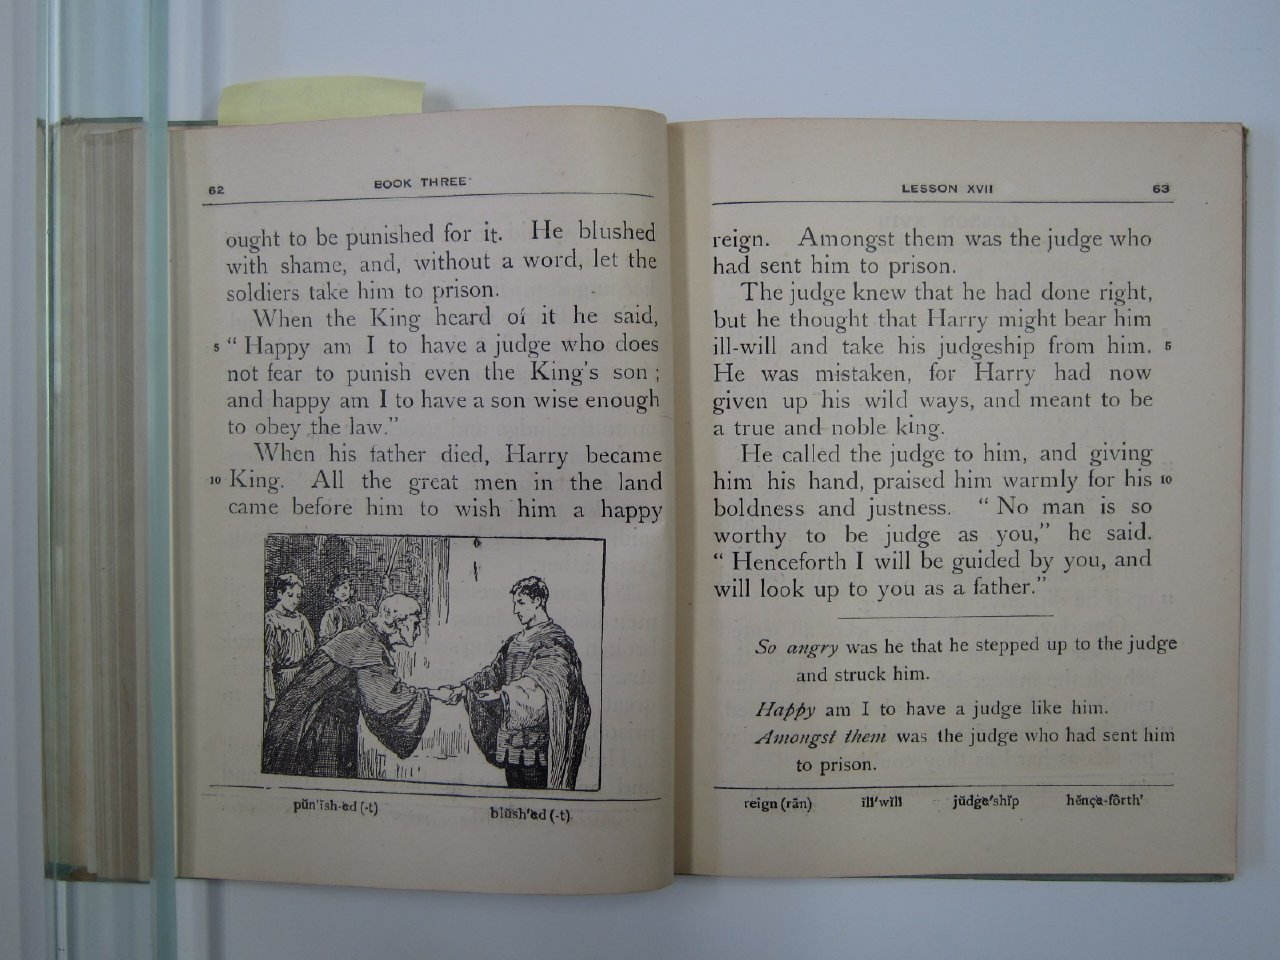 62
BOOK THREE
ought to be punished for it. He blushed
with shame, and, without a word, let the
soldiers take him to prison.
When the King heard of it he said,
5 “ Happy am I to have a judge who does
not fear to punish even the King's son ;
and happy am I to have a son wise enough
to obey the law.”
When his father died, Harry became
10 King. All the great men in the land
came before him to wish him a happy
pŭn'ĭsh-ed (-t) blŭsh'ed (-t)
LESSON XVII
63
reign. Amongst them was the judge who
had sent him to prison.
The judge knew that he had done right,
but he thought that Harry might bear him
ill-will and take his judgeship from him. 5
He was mistaken, for Harry had now
given up his wild ways, and meant to be
a true and noble king.
He called the judge to him, and giving
him his hand, praised him warmly for his 10
boldness and justness. “ No man is so
worthy to be judge as you,” he said.
“ Henceforth I will be guided by you, and
will look up to you as a father.”
So angry was he that he stepped up to the judge
and struck him.
Happy am I to have a judge like him.
Amongst them was the judge who had sent him
to prison.
reign (rān) ĭll'wĭll jŭdge'shĭp hĕnçe-fôrth'